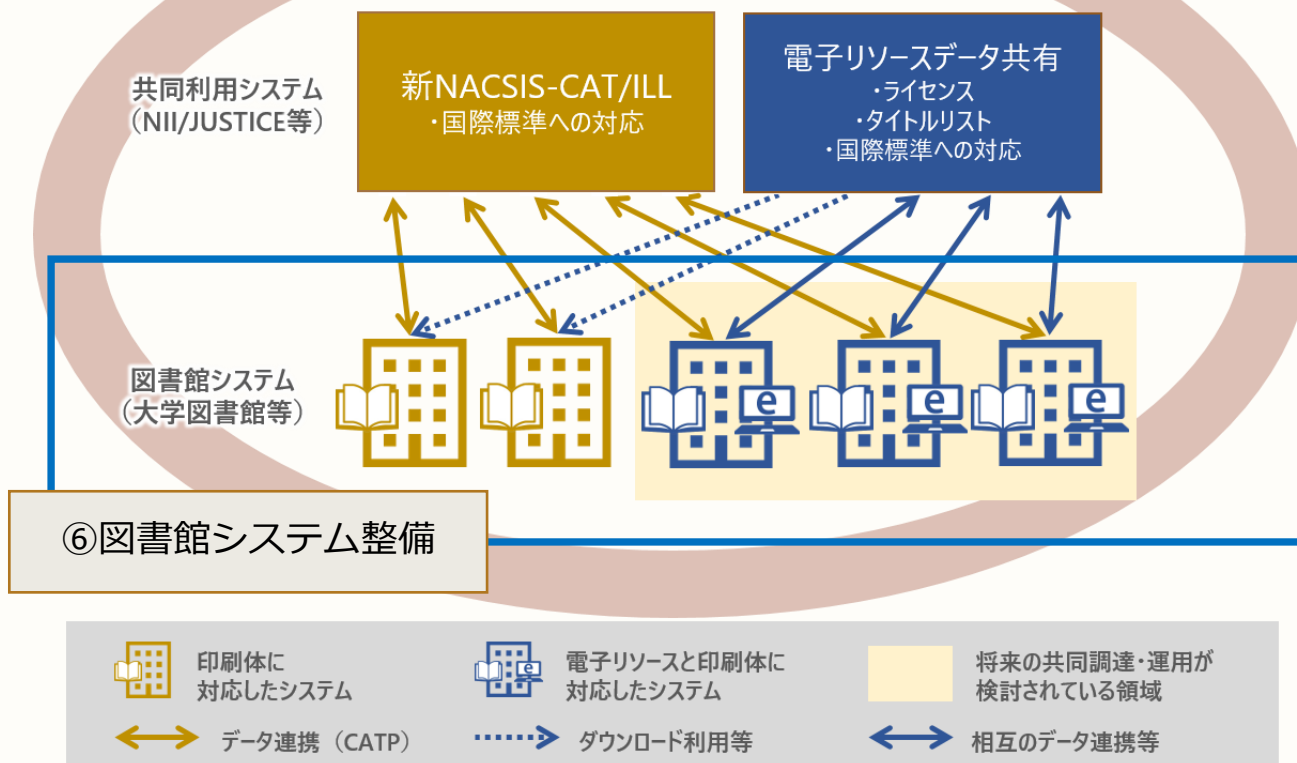 共同利用システム
（NII/JUSTICE等）
新NACSIS-CAT/ILL
・国際標準への対応
電子リソースデータ共有
・ライセンス
・タイトルリスト
・国際標準への対応
図書館システム
（大学図書館等）
e
e
e
⑥図書館システム整備
印刷体に
対応したシステム
e
電子リソースと印刷体に
対応したシステム
将来の共同調達・運用が
検討されている領域
データ連携（CATP）
ダウンロード利用等
相互のデータ連携等